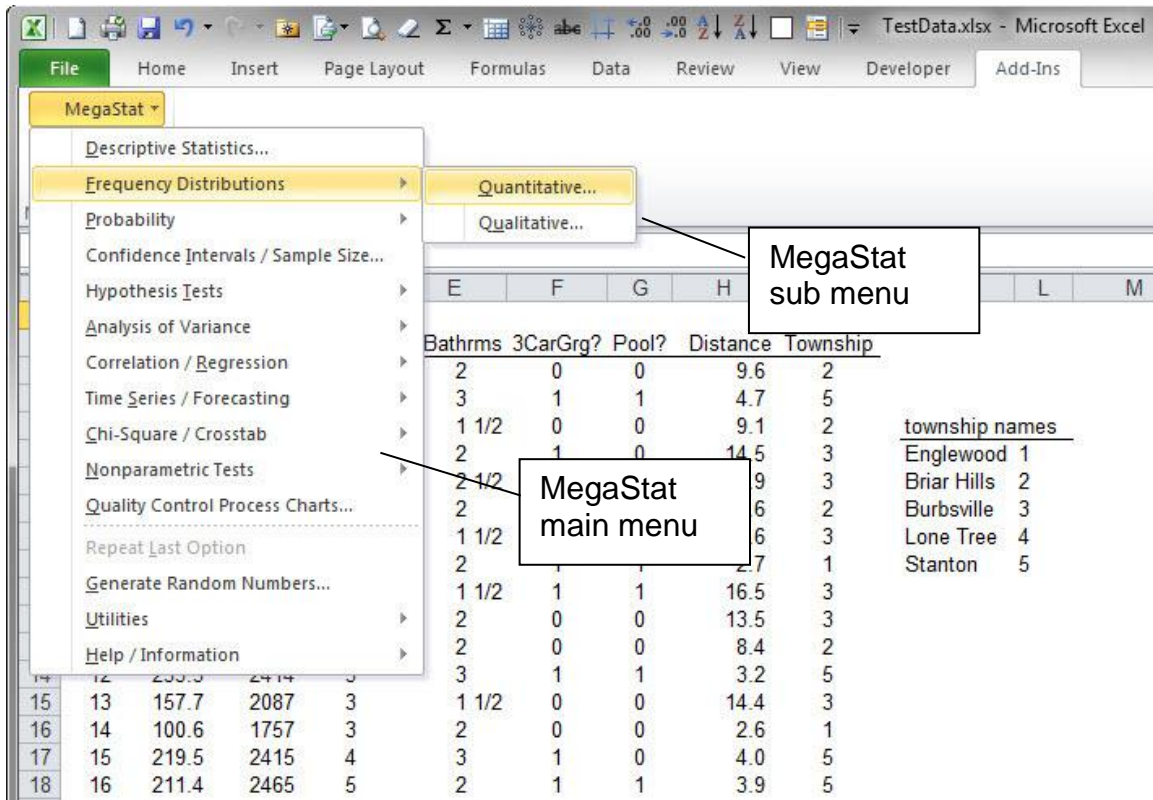 TestData.xlsx - Microsoft Excel
File Home Insert Page Layout Formulas Data Review View Developer Add-Ins
MegaStat
Descriptive Statistics...
Frequency Distributions
Probability
Confidence Intervals / Sample Size...
Hypothesis Tests
Analysis of Variance
Correlation / Regression
Time Series / Forecasting
Chi-Square / Crosstab
Nonparametric Tests
Quality Control Process Charts...
Repeat Last Option
Generate Random Numbers...
Utilities
Help / Information
Quantitative...
Qualitative...
MegaStat
sub menu
MegaStat
main menu
E F G H L M
Bathrms 3CarGrg? Pool? Distance Township
2 0 0 9.6 2
3 1 1 4.7 5
1 1/2 0 0 9.1 2
2 1 0 14.5 3
2 1/2 3
2 2
1 1/2 3
2 1
1 1/2 1 1 16.5 3
2 0 0 13.5 3
2 0 0 8.4 2
14 12 2414 3 1 1 3.2 5
15 13 157.7 2087 3 1 1/2 0 0 14.4 3
16 14 100.6 1757 3 2 0 0 2.6 1
17 15 219.5 2415 4 3 1 0 4.0 5
18 16 211.4 2465 5 2 1 1 3.9 5
township names
Englewood 1
Briar Hills 2
Burbsville 3
Lone Tree 4
Stanton 5